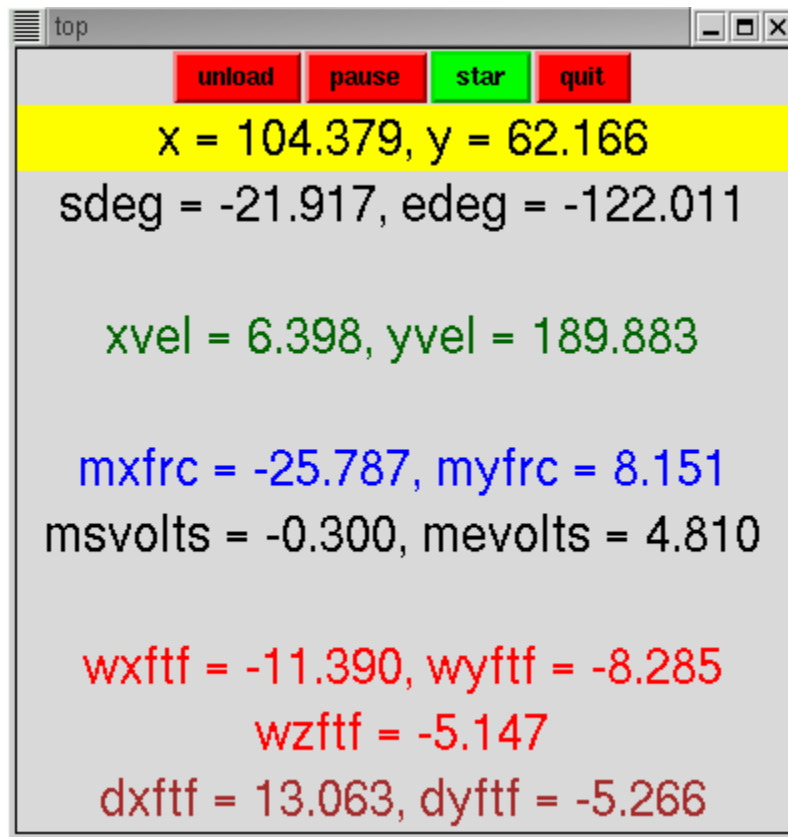 top
unload pause star quit
x = 104.379, y = 62.166
sdeg = -21.917, edeg = -122.011
xvel = 6.398, yvel = 189.883
mxfrc = -25.787, myfrc = 8.151
msvolts = -0.300, mevolts = 4.810
wxftf = -11.390, wyftf = -8.285
wzftf = -5.147
dxftf = 13.063, dyftf = -5.266